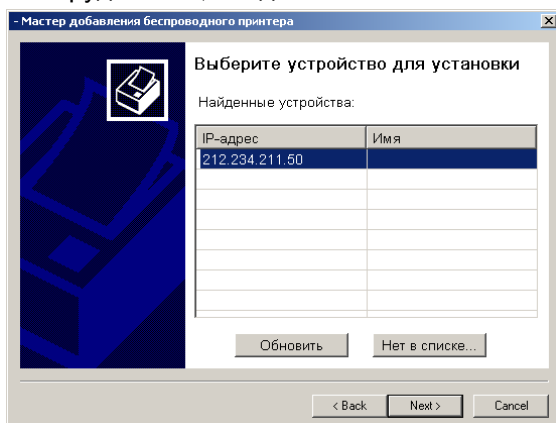 - Мастер добавления беспроводного принтера
Выберите устройство для установки
Найденные устройства:
IP-адрес Имя
212.234.211.50
Обновить Нет в списке...
< Back Next > Cancel